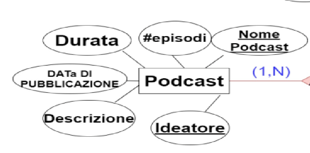 Durata
#episodi
Nome
Podcast
DATa DI
PUBBLICAZIONE
Podcast
(1,N)
Descrizione
Ideatore